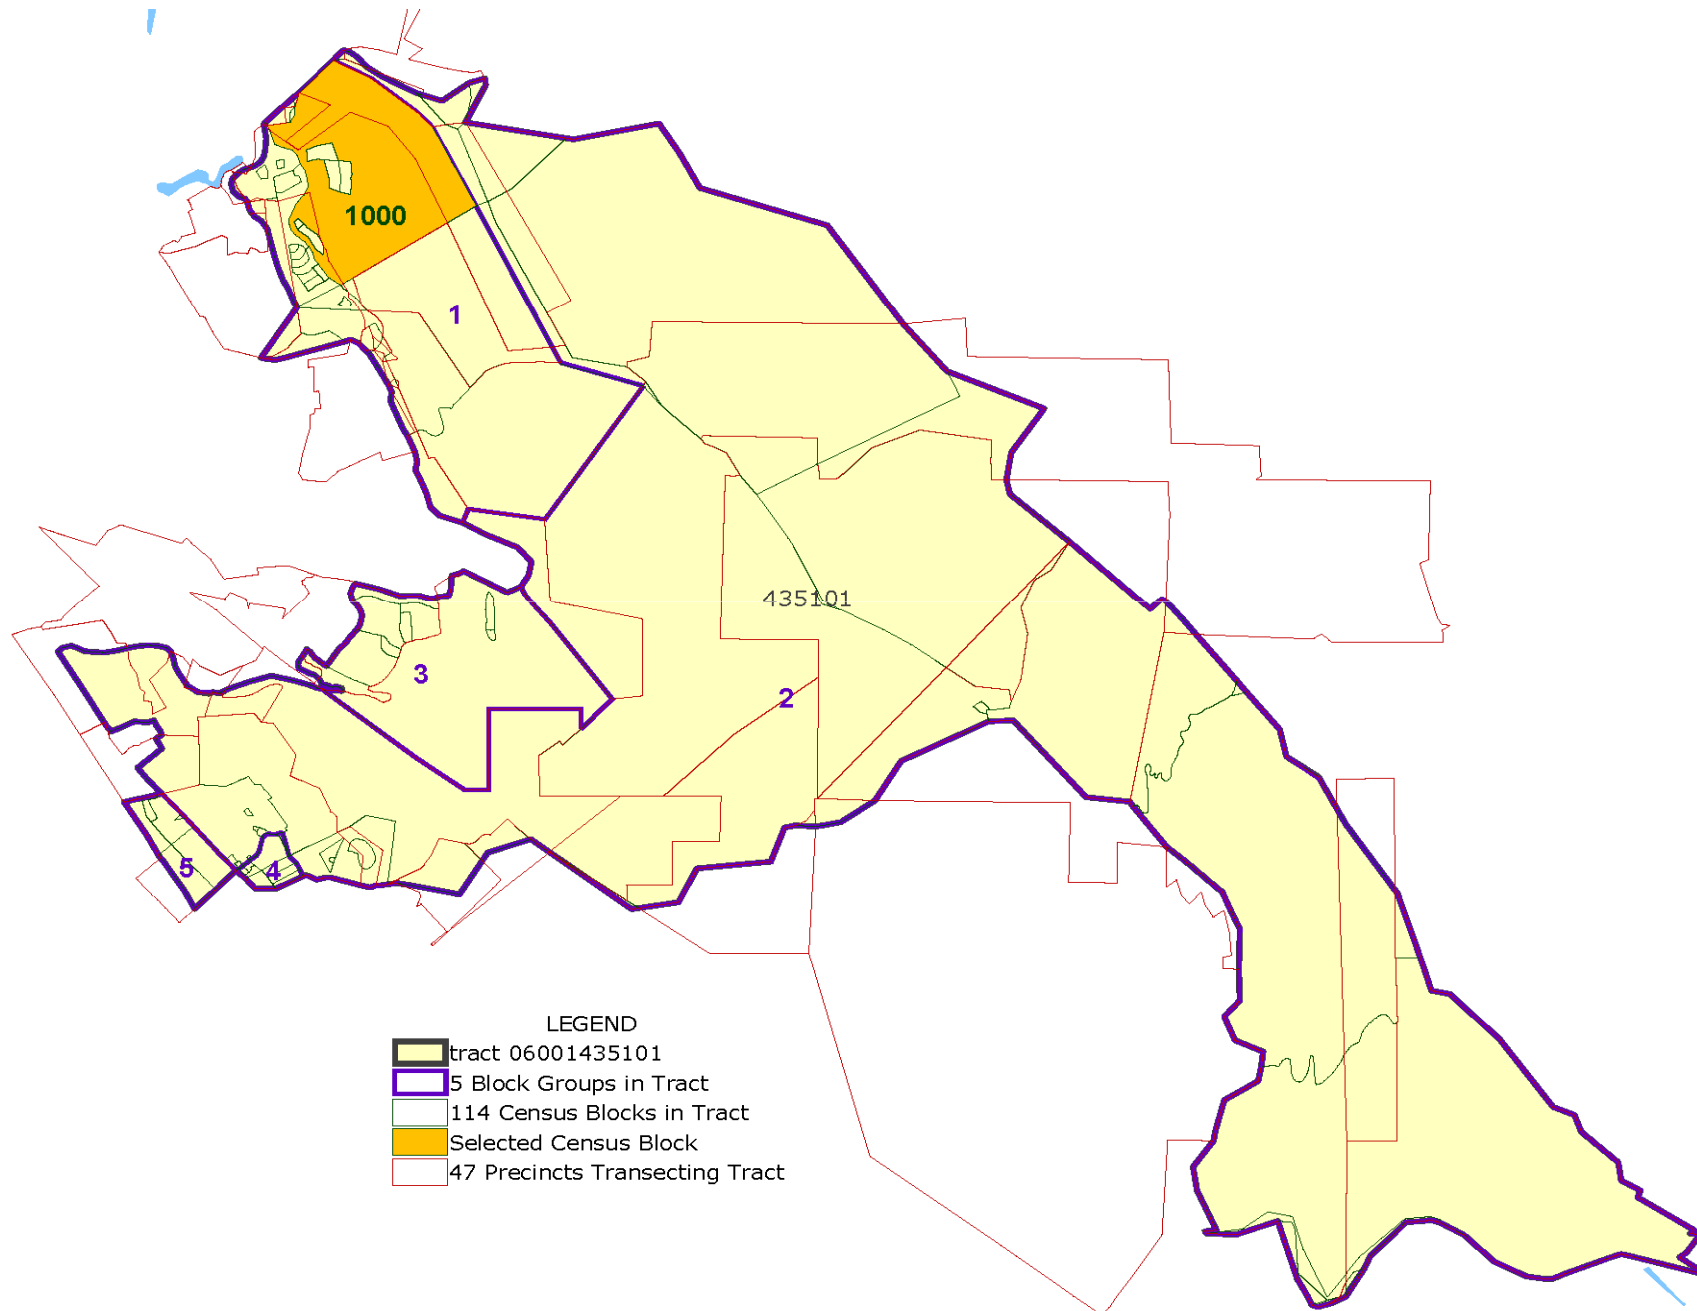 1000
1
435101
3
2
5
4
LEGEND
tract 06001435101
5 Block Groups in Tract
114 Census Blocks in Tract
Selected Census Block
47 Precincts Transecting Tract